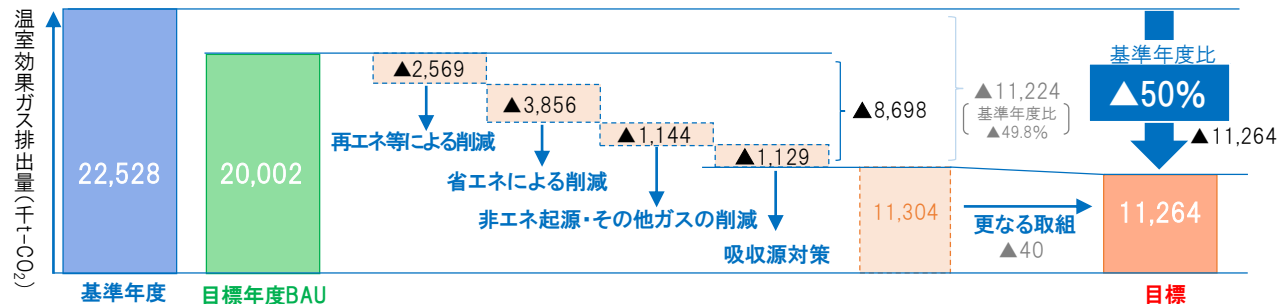 温室効果ガス排出量(千t-CO₂)
22,528
基準年度
20,002
目標年度BAU
▲2,569
再エネ等による削減
▲3,856
省エネによる削減
▲1,144
非エネ起源・その他ガスの削減
▲1,129
吸収源対策
▲8,698
11,304
▲11,224
基準年度比
▲49.8%
更なる取組
▲40
基準年度比
▲50%
▲11,264
11,264
目標